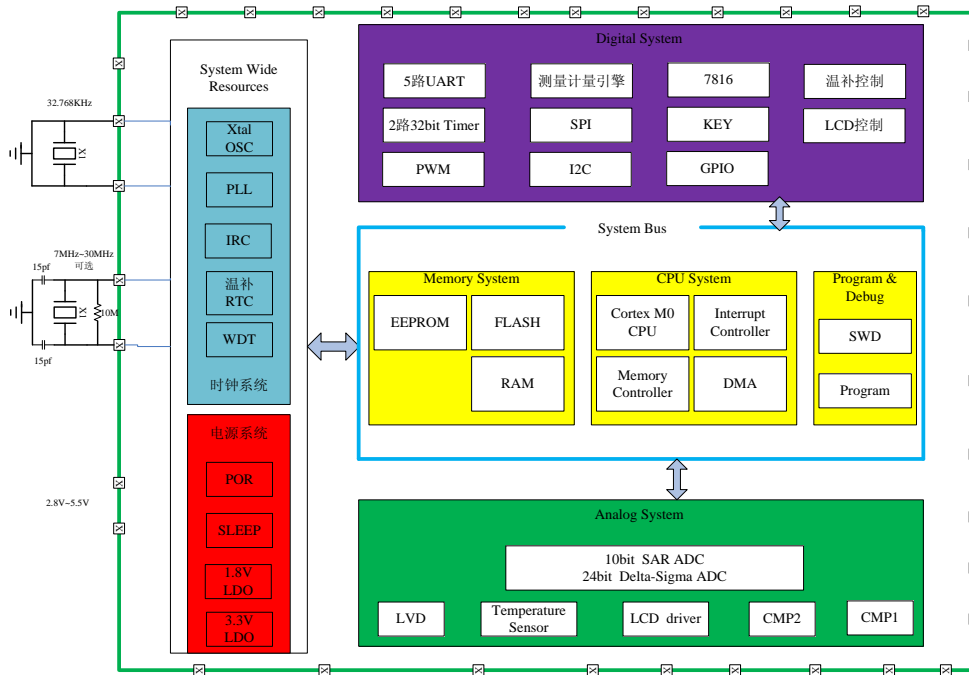 32.768KHz
X1
7MHz~30MHz
可选
15pf
X1
10M
15pf
2.8V~5.5V
System Wide
Resources
Xtal
OSC
PLL
IRC
温补
RTC
WDT
时钟系统
电源系统
POR
SLEEP
1.8V
LDO
3.3V
LDO
Digital System
5路UART
测量计量引擎
7816
温补控制
2路32bit Timer
SPI
KEY
LCD控制
PWM
I2C
GPIO
System Bus
Memory System
EEPROM
FLASH
RAM
CPU System
Cortex M0
CPU
Interrupt
Controller
Memory
Controller
DMA
Program &
Debug
SWD
Program
Analog System
10bit SAR ADC
24bit Delta-Sigma ADC
LVD
Temperature
Sensor
LCD driver
CMP2
CMP1